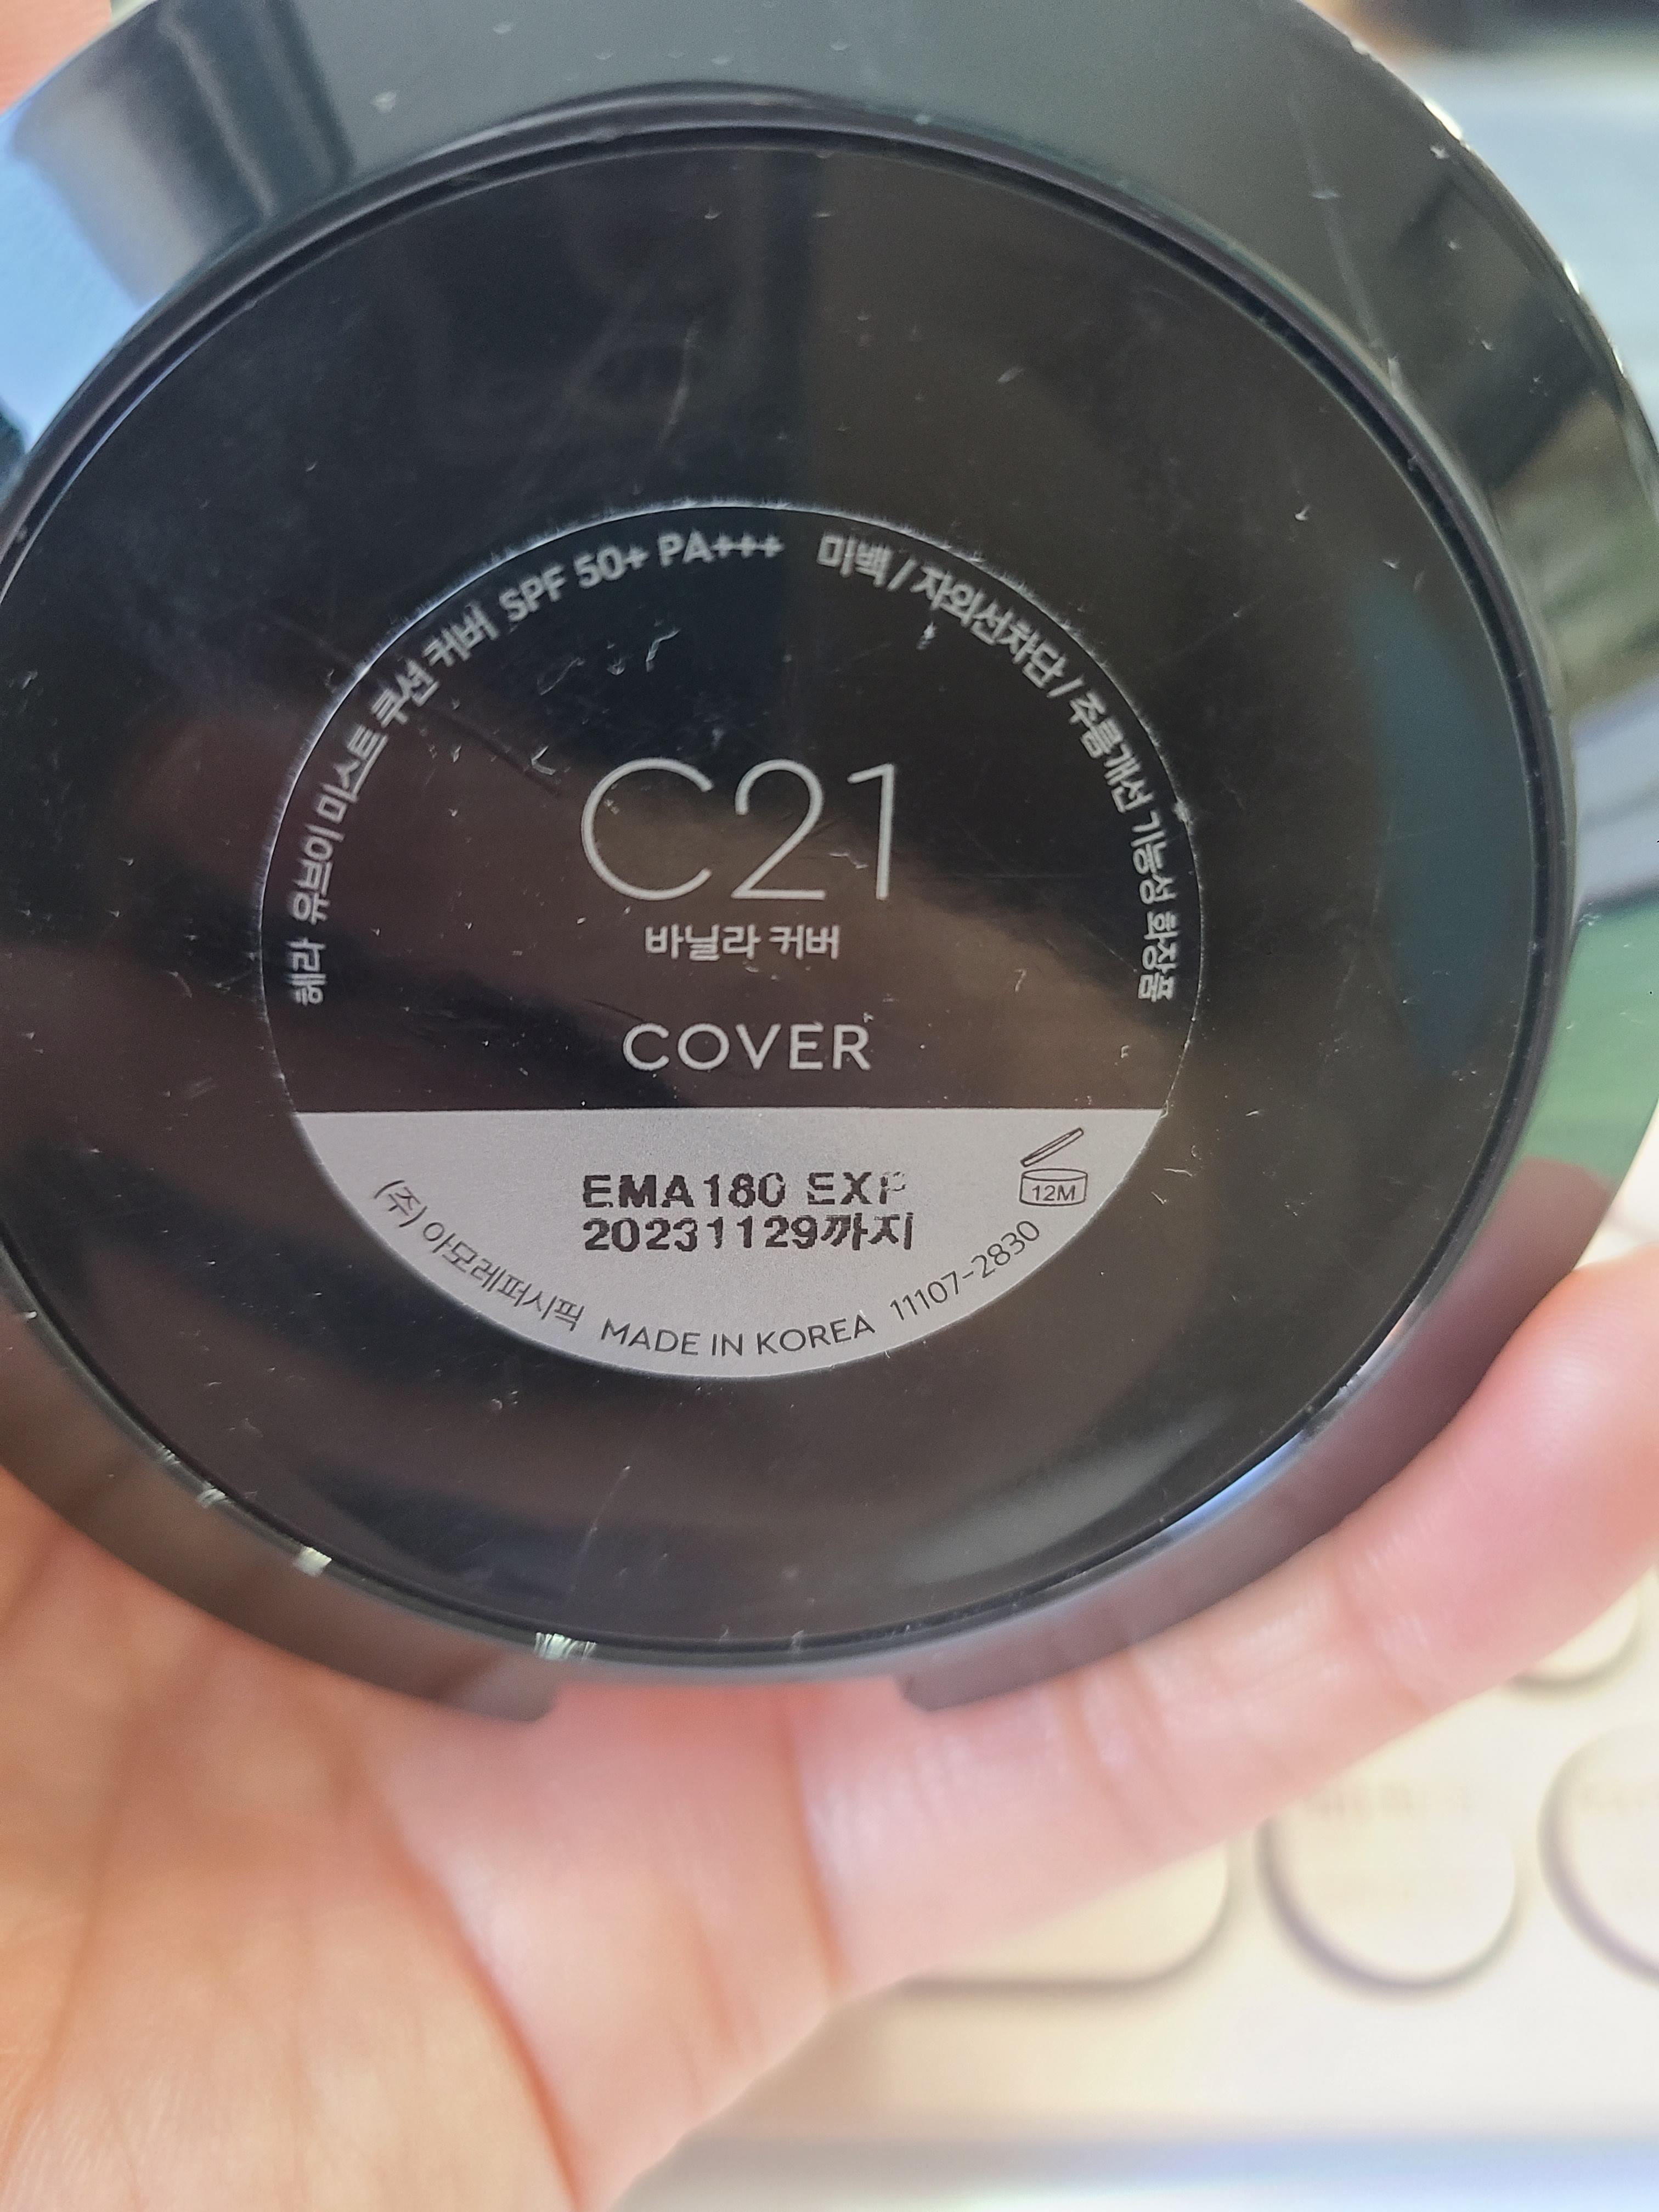 헤라 유브이 미스트 쿠션 커버 SPF 50+ PA+++ 미백 / 자외선차단 / 주름개선 기능성 화장품
C21
바닐라 커버
COVER
EMA180 EXP
20231129까지
12M
(주) 아모레퍼시픽 MADE IN KOREA 11107-2830